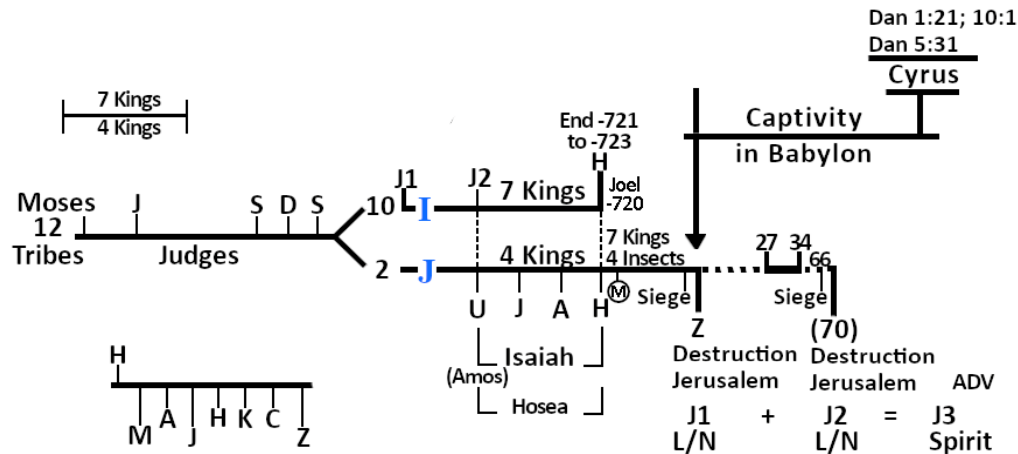 Dan 1:21; 10:1
Dan 5:31
Cyrus
7 Kings
4 Kings
End -721
to -723
Captivity
in Babylon
H
J1
J2
7 Kings
Joel
-720
Moses
J
S
D
S
10
I
12
Tribes
Judges
7 Kings
4 Insects
27
34
66
2
J
4 Kings
M
Siege
Siege
U
J
A
H
Z
(70)
Isaiah
(Amos)
Hosea
Destruction
Jerusalem
Destruction
Jerusalem
ADV
H
M
A
J
H
K
C
Z
J1 + J2 = J3
L/N L/N Spirit